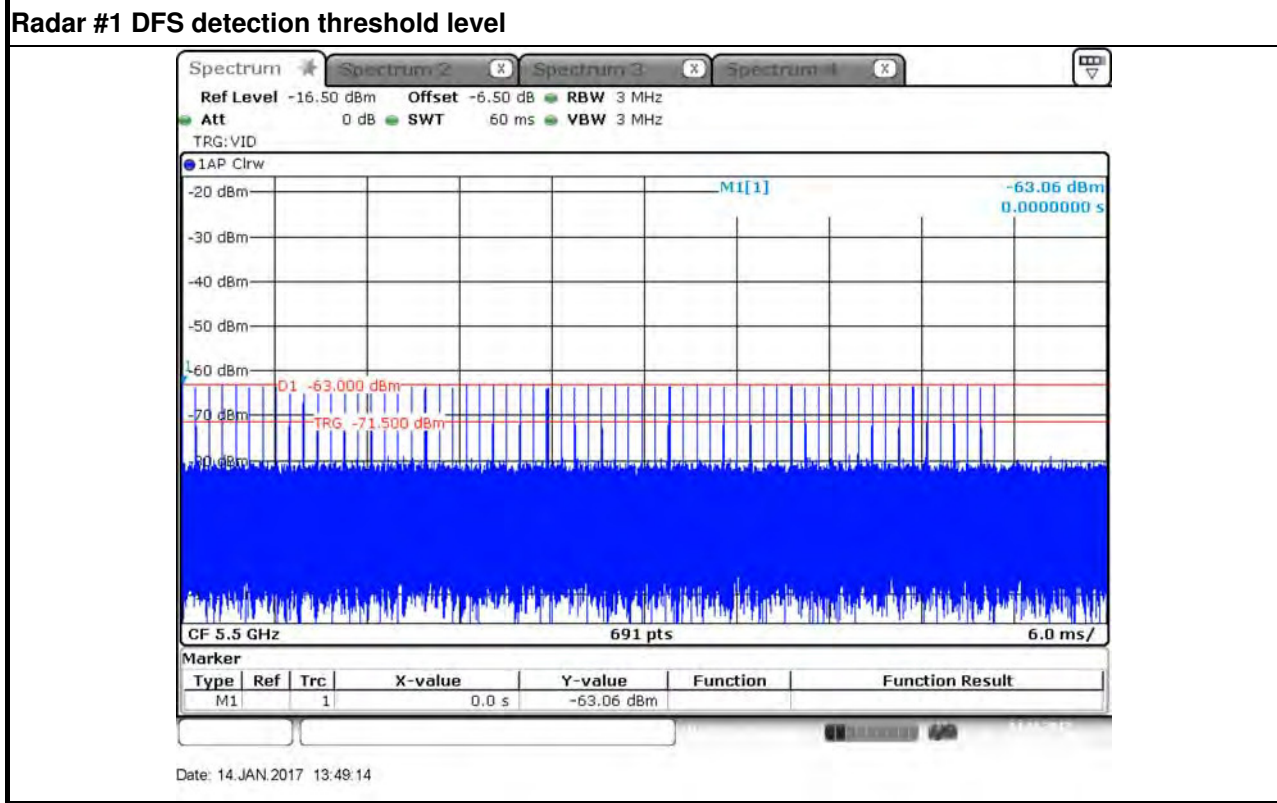 Radar #1 DFS detection threshold level
Spectrum Spectrum 2 X Spectrum 3 X Spectrum 4 X
Ref Level -16.50 dBm Offset -6.50 dB RBW 3 MHz
Att 0 dB SWT 60 ms VBW 3 MHz
TRG:VID
1AP Clrw
M1[1] -63.06 dBm
0.0000000 s
-20 dBm
-30 dBm
-40 dBm
-50 dBm
1
-60 dBm
D1 -63.000 dBm
-70 dBm
TRG -71.500 dBm
-80 dBm
CF 5.5 GHz 691 pts 6.0 ms/
Marker
Type Ref Trc X-value Y-value Function Function Result
M1 1 0.0 s -63.06 dBm
Date: 14.JAN.2017 13:49:14